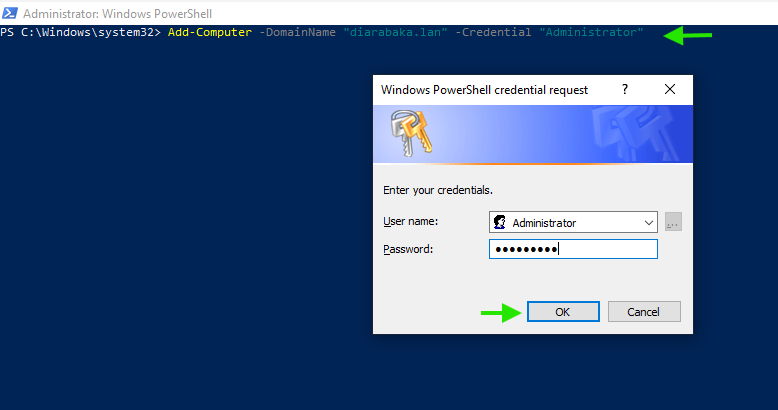 Administrator: Windows PowerShell
PS C:\Windows\system32> Add-Computer -DomainName "diarabaka.lan" -Credential "Administrator"
Windows PowerShell credential request
Enter your credentials.
User name:
Administrator
...
Password:
●●●●●●●●●
OK
Cancel